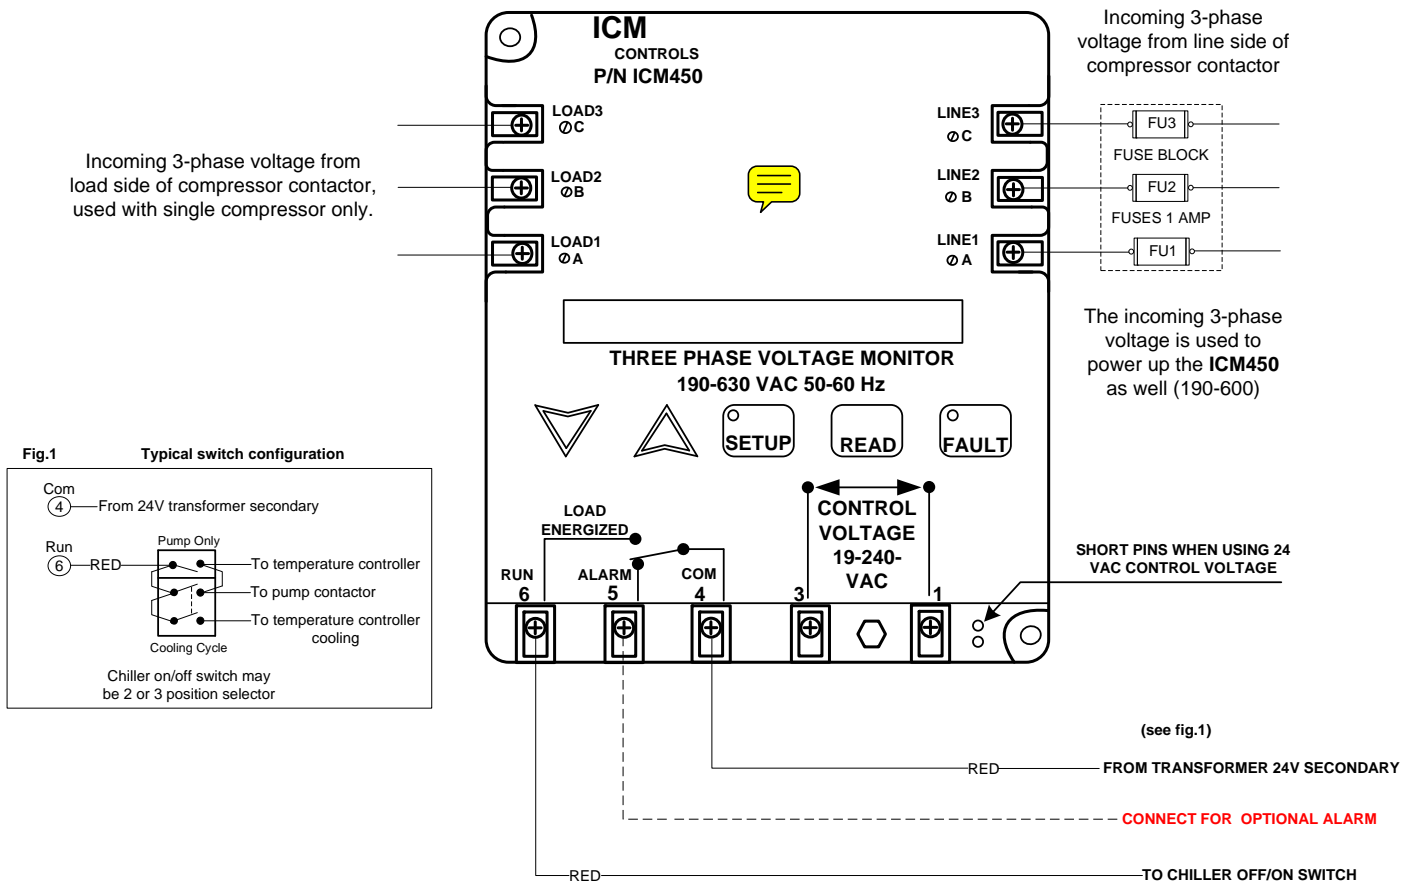 ICM
CONTROLS
P/N ICM450
Incoming 3-phase
voltage from line side of
compressor contactor
LOAD3
ØC
LINE3
Ø C
FU3
FUSE BLOCK
Incoming 3-phase voltage from
load side of compressor contactor,
used with single compressor only.
LOAD2
ØB
LINE2
Ø B
FU2
FUSES 1 AMP
LOAD1
ØA
LINE1
Ø A
FU1
The incoming 3-phase
voltage is used to
power up the ICM450
as well (190-600)
THREE PHASE VOLTAGE MONITOR
190-630 VAC 50-60 Hz
SETUP
READ
FAULT
Fig.1 Typical switch configuration
Com
4 From 24V transformer secondary
Run
6 RED
Pump Only
To temperature controller
To pump contactor
To temperature controller
cooling
Cooling Cycle
Chiller on/off switch may
be 2 or 3 position selector
LOAD
ENERGIZED
CONTROL
VOLTAGE
19-240-
VAC
RUN
6
ALARM
5
COM
4
3
1
SHORT PINS WHEN USING 24
VAC CONTROL VOLTAGE
(see fig.1)
RED FROM TRANSFORMER 24V SECONDARY
CONNECT FOR OPTIONAL ALARM
RED TO CHILLER OFF/ON SWITCH